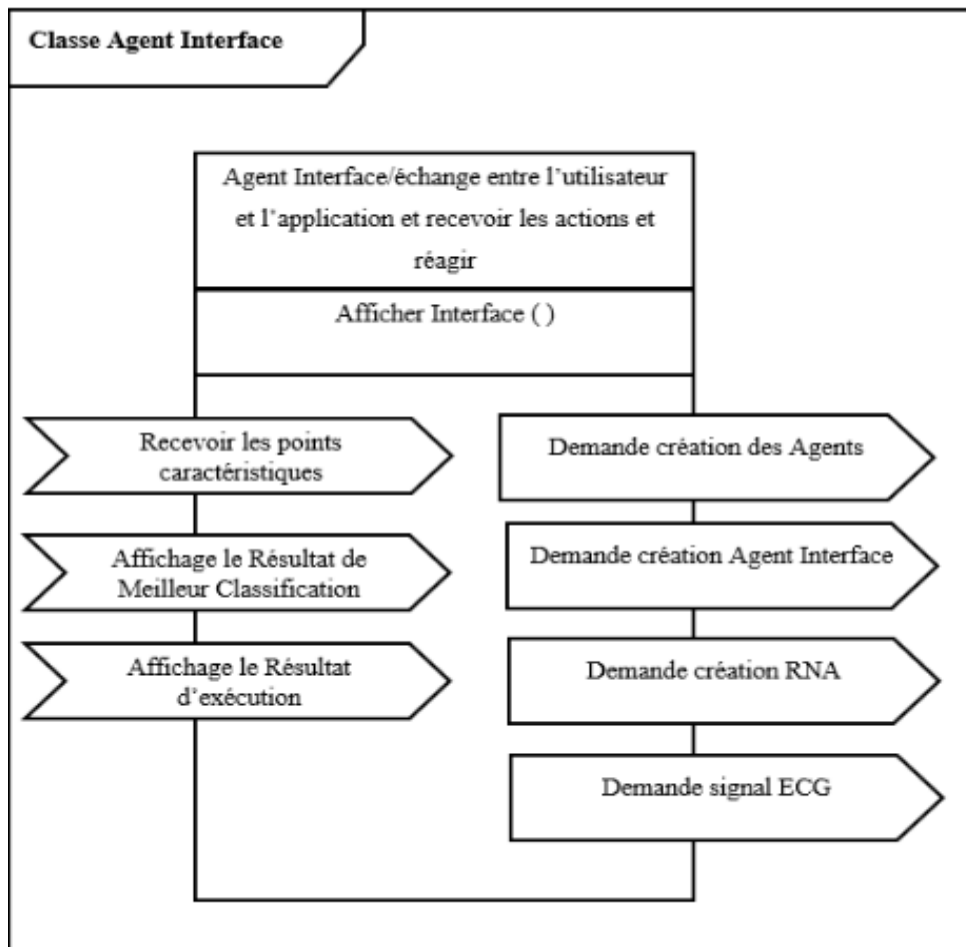 Classe Agent Interface
Agent Interface/échange entre l'utilisateur
et l'application et recevoir les actions et
réagir
Afficher Interface ( )
Recevoir les points
caractéristiques
Affichage le Résultat de
Meilleur Classification
Affichage le Résultat
d'exécution
Demande création des Agents
Demande création Agent Interface
Demande création RNA
Demande signal ECG